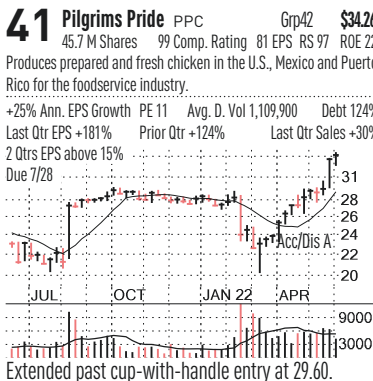 41 Pilgrims Pride PPC Grp42 $34.26
45.7 M Shares 99 Comp. Rating 81 EPS RS 97 ROE 22
Produces prepared and fresh chicken in the U.S., Mexico and Puerto
Rico for the foodservice industry.
+25% Ann. EPS Growth PE 11 Avg. D. Vol 1,109,900 Debt 124%
Last Qtr EPS +181% Prior Qtr +124% Last Qtr Sales +30%
2 Qtrs EPS above 15%
Due 7/28
31
28
26
24
22
20
Acc/Dis A
JUL OCT JAN 22 APR
9000
3000
Extended past cup-with-handle entry at 29.60.